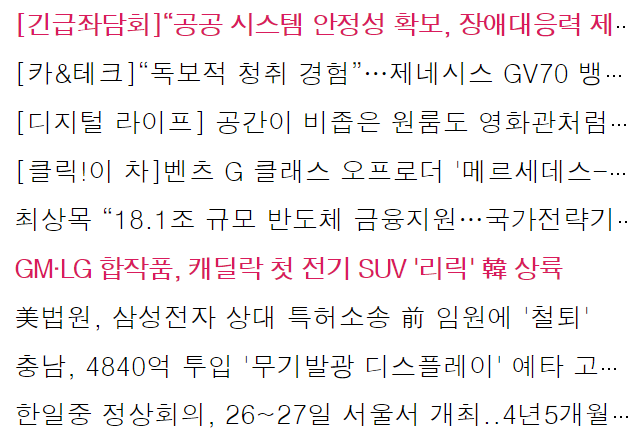 [긴급좌담회]“공공 시스템 안정성 확보, 장애대응력 제…
[카&테크]“독보적 청취 경험”…제네시스 GV70 뱅…
[디지털 라이프] 공간이 비좁은 원룸도 영화관처럼…
[클릭!이 차]벤츠 G 클래스 오프로더 '메르세데스-…
최상목 “18.1조 규모 반도체 금융지원…국가전략기…
GM·LG 합작품, 캐딜락 첫 전기 SUV '리릭' 韓 상륙
美법원, 삼성전자 상대 특허소송 前 임원에 '철퇴'
충남, 4840억 투입 '무기발광 디스플레이' 예타 고…
한일중 정상회의, 26~27일 서울서 개최..4년5개월…